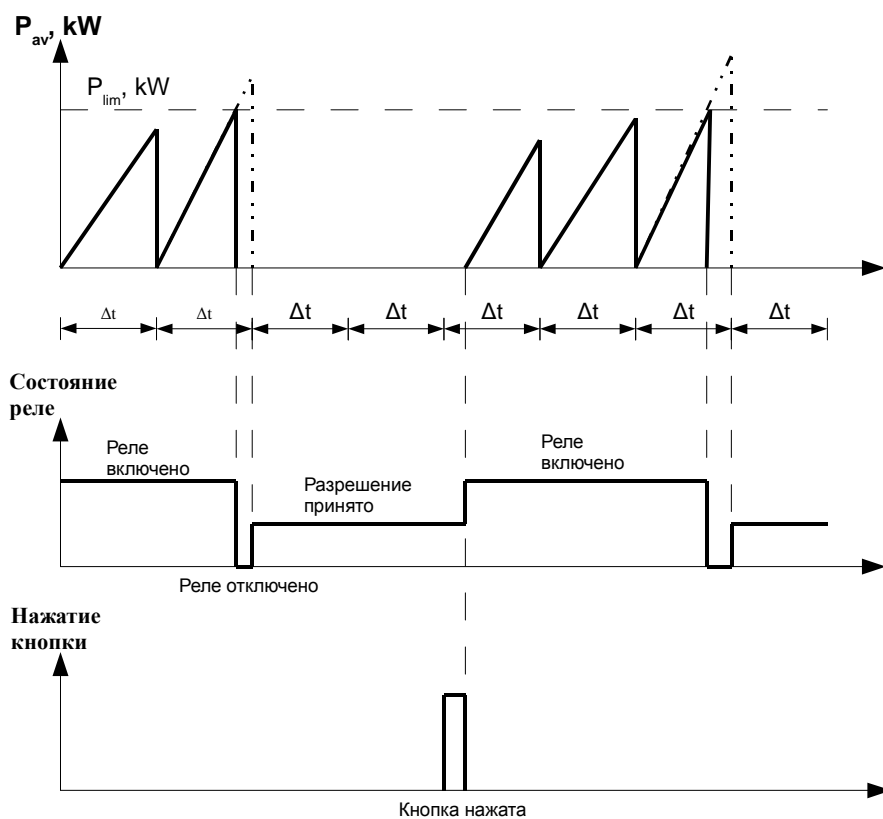 P_av, kW
P_lim, kW
Δt Δt Δt Δt Δt Δt Δt Δt
Состояние
реле
Реле
включено
Разрешение
принято
Реле
включено
Реле отключено
Нажатие
кнопки
Кнопка нажата